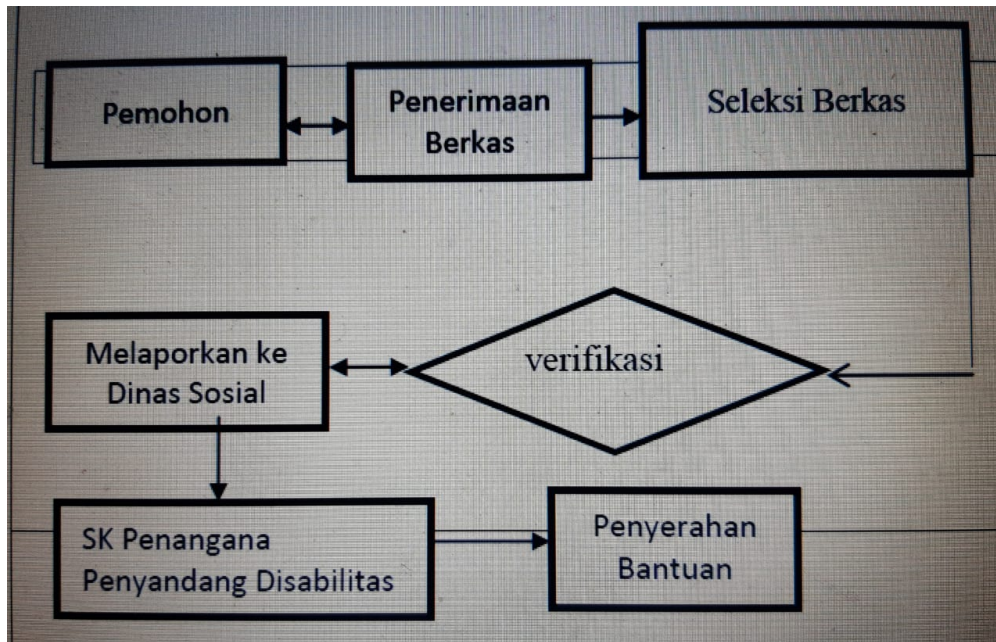 Pemohon
Penerimaan
Berkas
Seleksi Berkas
verifikasi
Melaporkan ke
Dinas Sosial
SK Penangana
Penyandang Disabilitas
Penyerahan
Bantuan